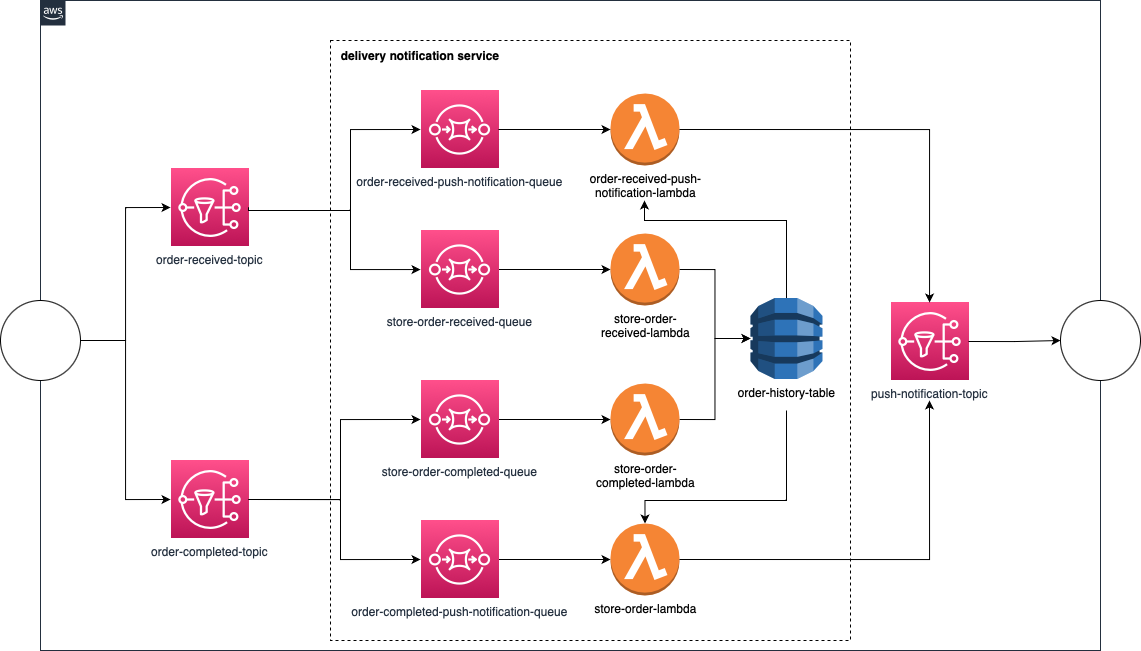 aws
delivery notification service
order-received-push-notification-queue
order-received-push-
notification-lambda
order-received-topic
store-order-received-queue
store-order-
received-lambda
order-history-table
push-notification-topic
store-order-completed-queue
store-order-
completed-lambda
order-completed-topic
order-completed-push-notification-queue
store-order-lambda